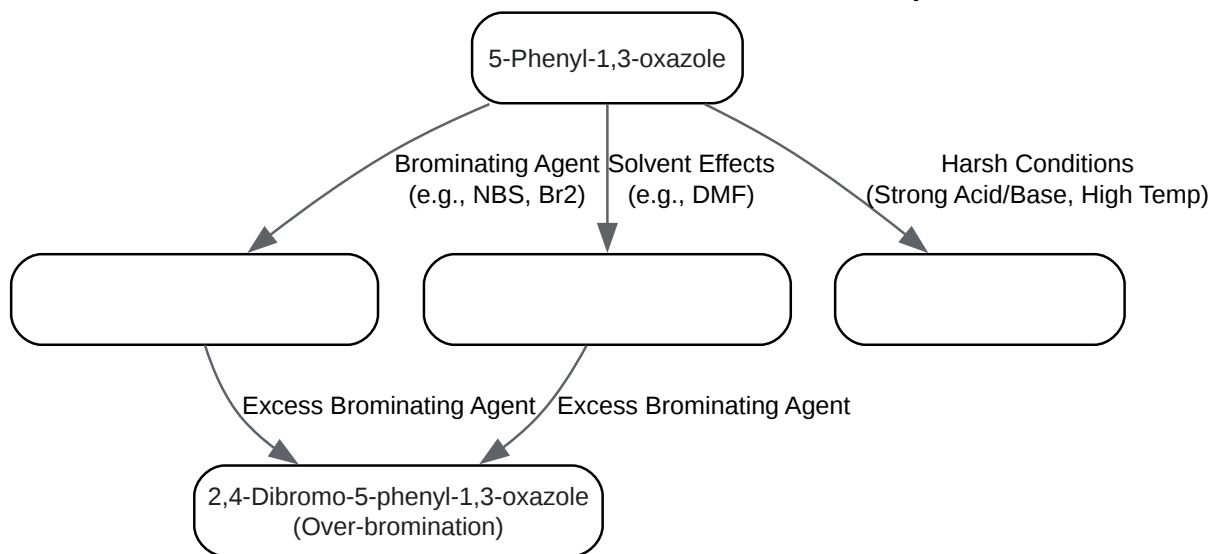 5-Phenyl-1,3-oxazole
Brominating Agent
(e.g., NBS, Br2)
Solvent Effects
(e.g., DMF)
Harsh Conditions
(Strong Acid/Base, High Temp)
Excess Brominating Agent
Excess Brominating Agent
2,4-Dibromo-5-phenyl-1,3-oxazole
(Over-bromination)